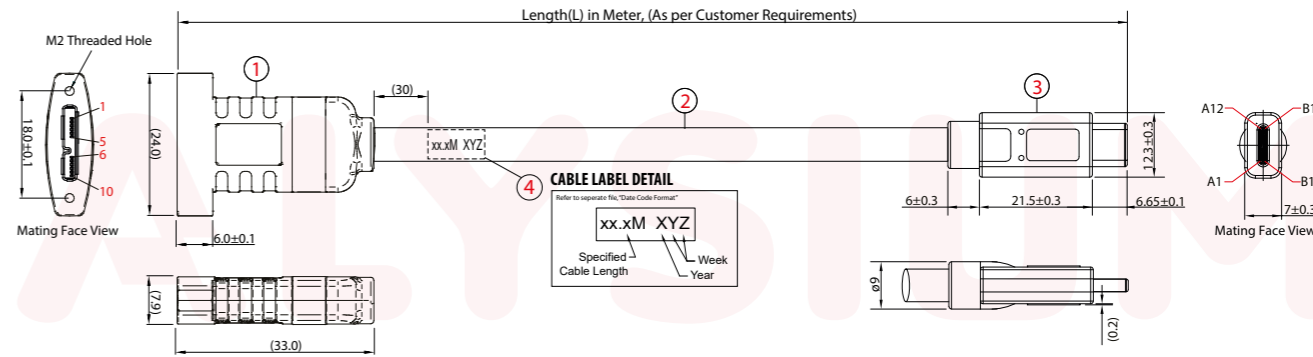 Length(L) in Meter, (As per Customer Requirements)
M2 Threaded Hole
1
5
6
10
18.0±0.1
Mating Face View
(24.0)
1
(30)
2
3
xx.xM XYZ
4
6.0±0.1
12.3±0.3
6±0.3
21.5±0.3
6.65±0.1
A12
B1
A1
B1
7±0.3
Mating Face View
CABLE LABEL DETAIL
Refer to seperate file,"Date Code Format"
xx.xM XYZ
Specified
Cable Length
Week
Year
(7.9)
(33.0)
ø9
(0.2)
ALYSIUM